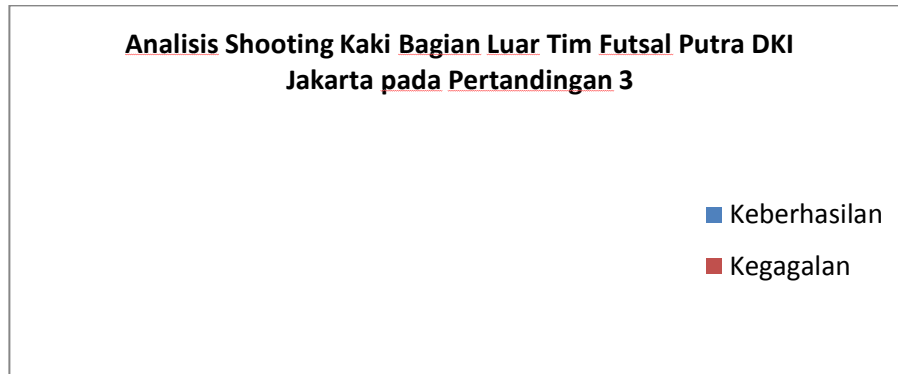 Analisis Shooting Kaki Bagian Luar Tim Futsal Putra DKI
Jakarta pada Pertandingan 3
Keberhasilan
Kegagalan